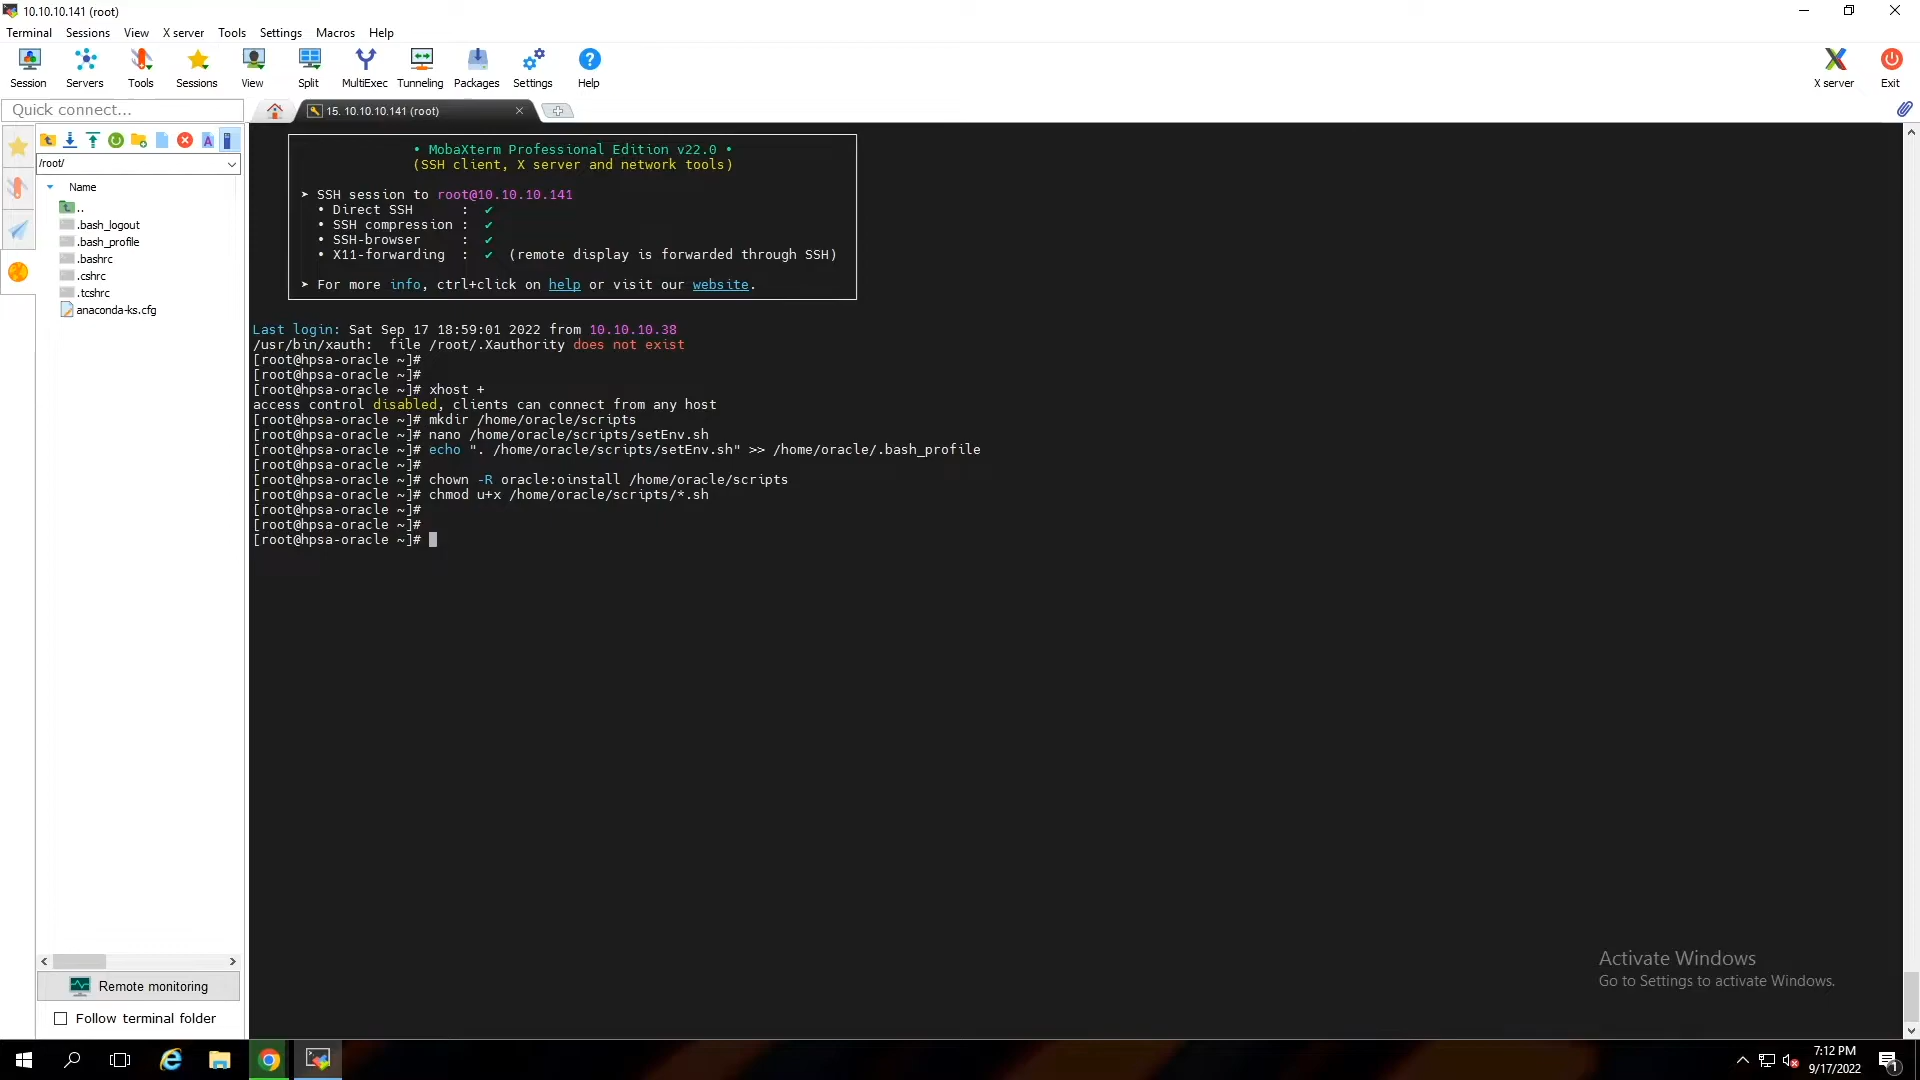 10.10.10.141 (root)
Terminal Sessions View X server Tools Settings Macros Help
Session Servers Tools Sessions View Split MultiExec Tunneling Packages Settings Help X server Exit
Quick connect...
15. 10.10.10.141 (root)
/root/
Name
..
.bash_logout
.bash_profile
.bashrc
.cshrc
.tcshrc
anaconda-ks.cfg
• MobaXterm Professional Edition v22.0 •
(SSH client, X server and network tools)
➤ SSH session to root@10.10.10.141
• Direct SSH : ✔
• SSH compression : ✔
• SSH-browser : ✔
• X11-forwarding : ✔ (remote display is forwarded through SSH)
➤ For more info, ctrl+click on help or visit our website.
Last login: Sat Sep 17 18:59:01 2022 from 10.10.10.38
/usr/bin/xauth: file /root/.Xauthority does not exist
[root@hpsa-oracle ~]#
[root@hpsa-oracle ~]#
[root@hpsa-oracle ~]# xhost +
access control disabled, clients can connect from any host
[root@hpsa-oracle ~]# mkdir /home/oracle/scripts
[root@hpsa-oracle ~]# nano /home/oracle/scripts/setEnv.sh
[root@hpsa-oracle ~]# echo ". /home/oracle/scripts/setEnv.sh" >> /home/oracle/.bash_profile
[root@hpsa-oracle ~]#
[root@hpsa-oracle ~]# chown -R oracle:oinstall /home/oracle/scripts
[root@hpsa-oracle ~]# chmod u+x /home/oracle/scripts/*.sh
[root@hpsa-oracle ~]#
[root@hpsa-oracle ~]#
[root@hpsa-oracle ~]#
Remote monitoring
Follow terminal folder
Activate Windows
Go to Settings to activate Windows.
7:12 PM
9/17/2022
1